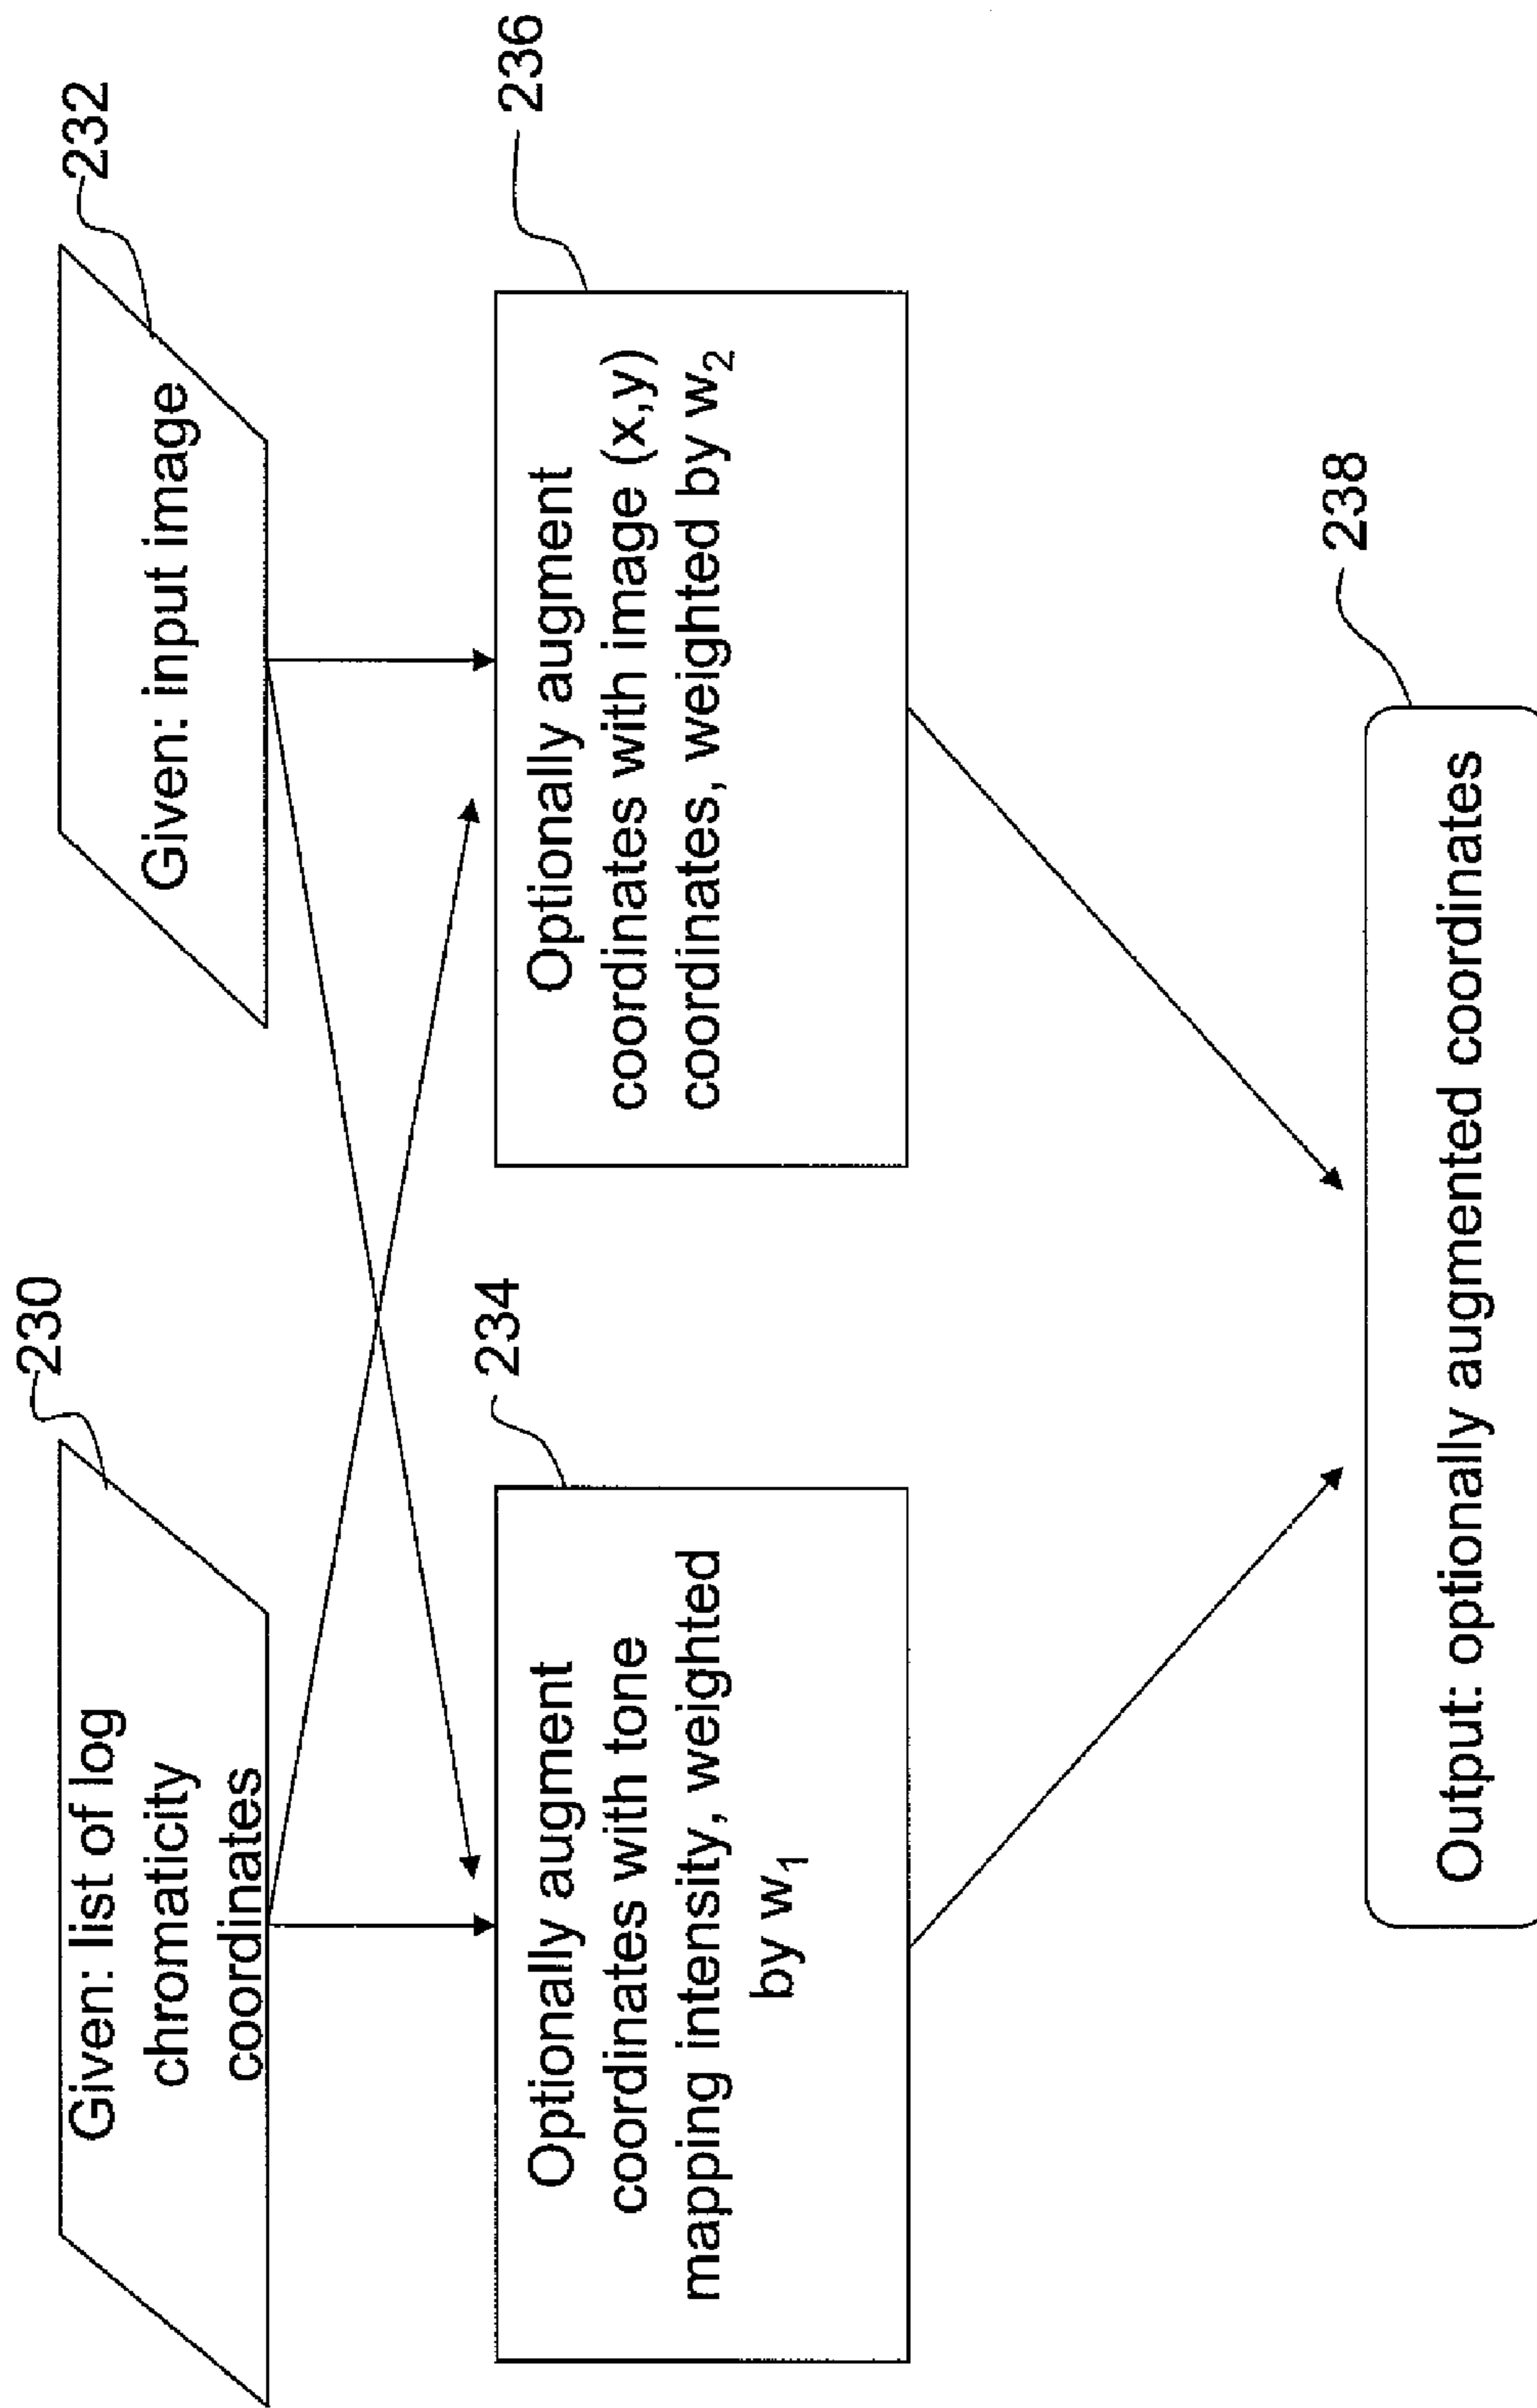 230
Given: list of log
chromaticity
coordinates
232
Given: input image
234
Optionally augment
coordinates with tone
mapping intensity, weighted
by w₁
236
Optionally augment
coordinates with image (x,y)
coordinates, weighted by w₂
238
Output: optionally augmented coordinates